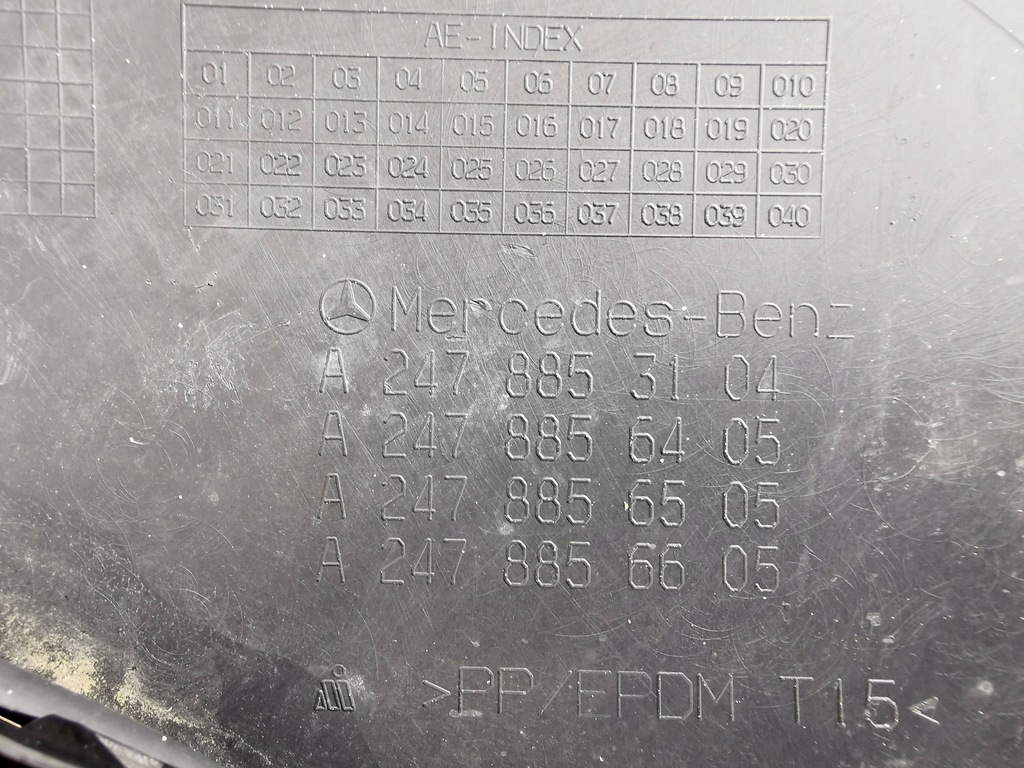 AE-INDEX
01 02 03 04 05 06 07 08 09 010
011 012 013 014 015 016 017 018 019 020
021 022 023 024 025 026 027 028 029 030
031 032 033 034 035 036 037 038 039 040
Mercedes-Benz
A 247 885 31 04
A 247 885 64 05
A 247 885 65 05
A 247 885 66 05
>PP/EPDM T15<